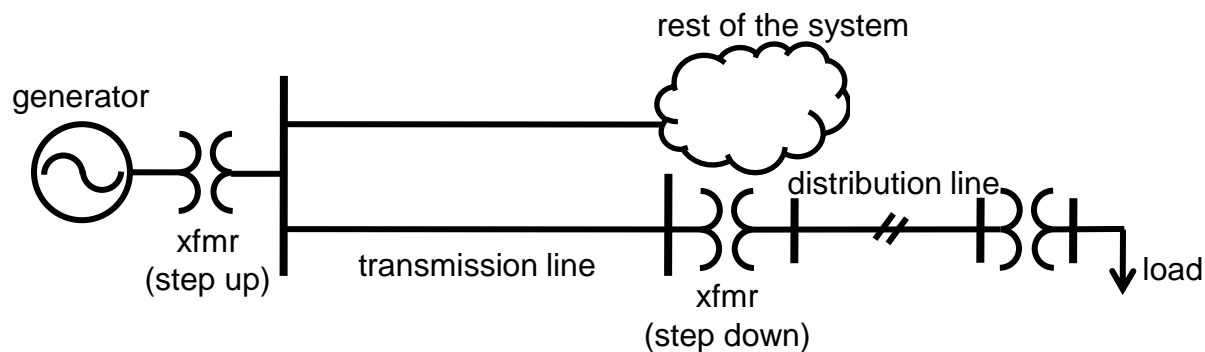 rest of the system
generator
distribution line
xfmr
(step up)
transmission line
xfmr
(step down)
load